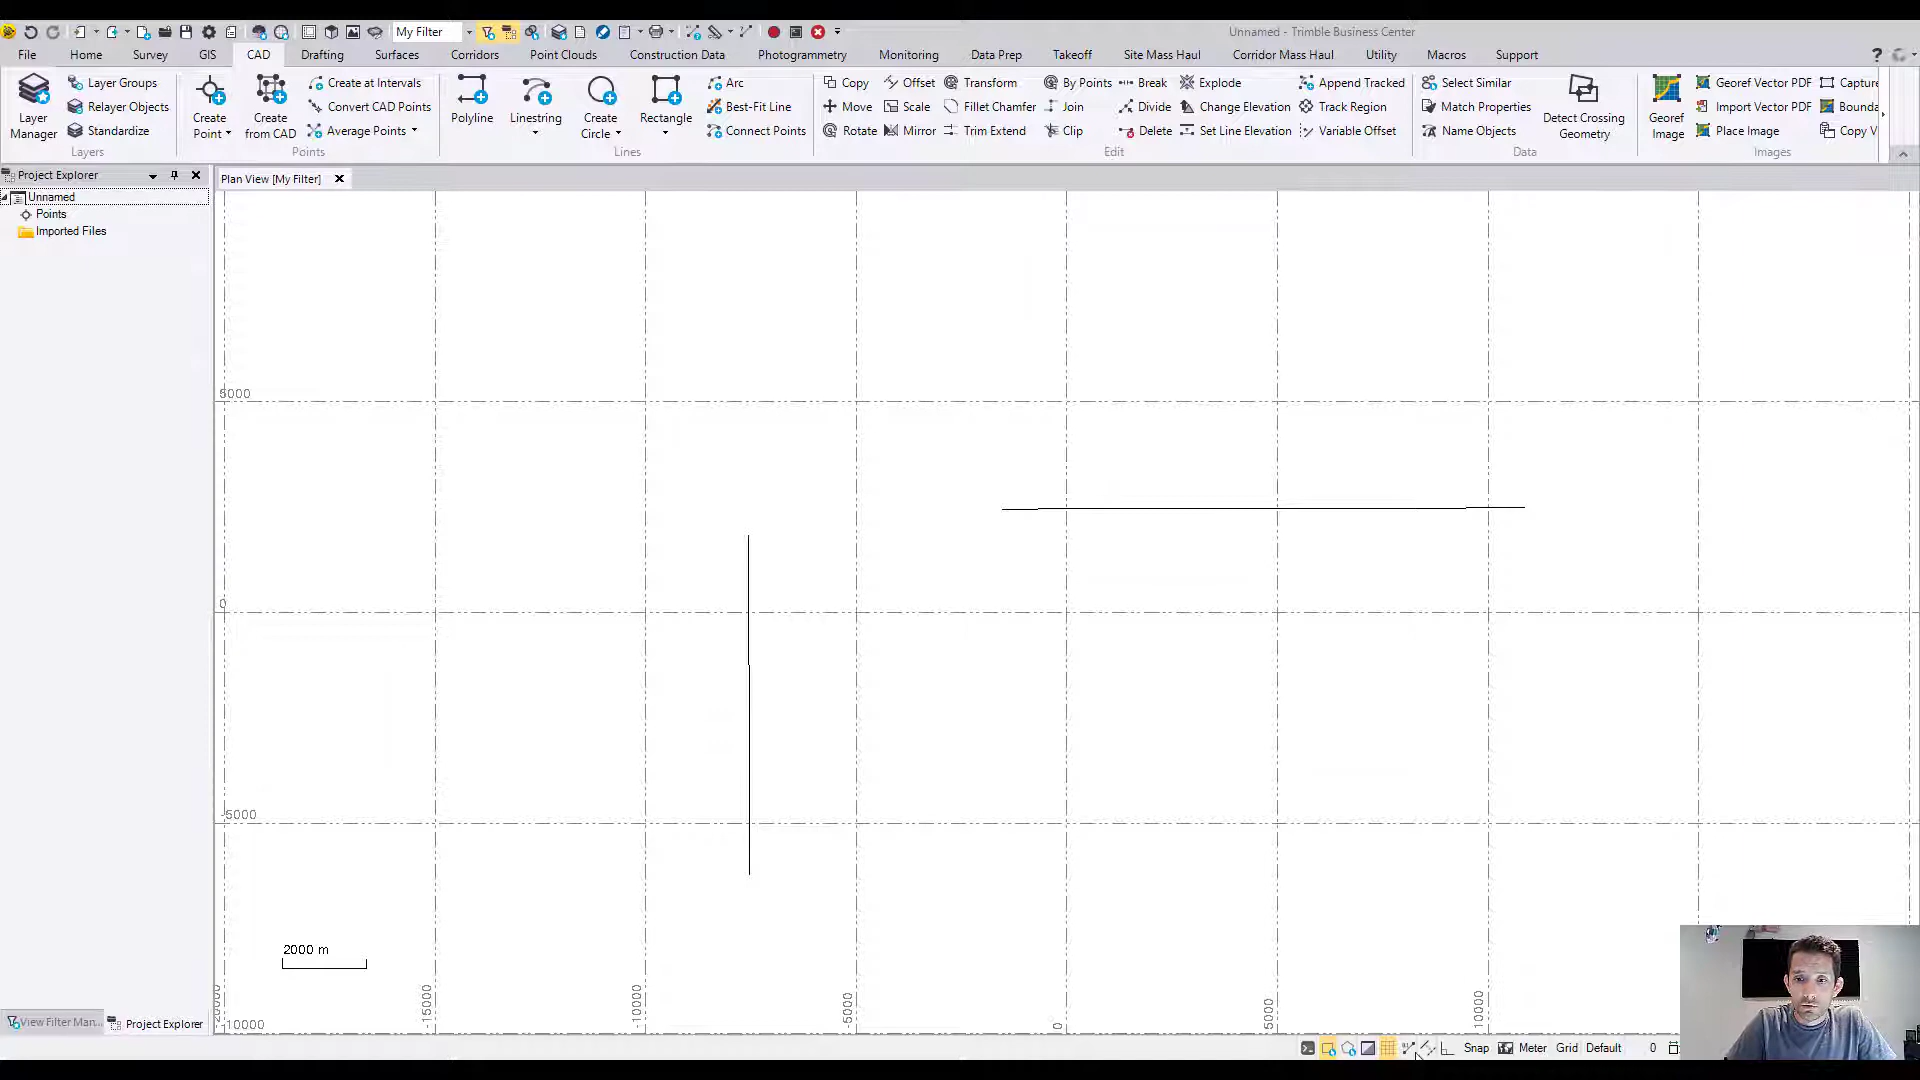 My Filter
Unnamed - Trimble Business Center
File Home Survey GIS CAD Drafting Surfaces Corridors Point Clouds Construction Data Photogrammetry Monitoring Data Prep Takeoff Site Mass Haul Corridor Mass Haul Utility Macros Support
Layer Manager
Layer Groups
Relayer Objects
Standardize
Layers
Create Point
Create from CAD
Create at Intervals
Convert CAD Points
Average Points
Points
Polyline
Linestring
Create Circle
Rectangle
Arc
Best-Fit Line
Connect Points
Lines
Copy Offset Transform By Points Break Explode Append Tracked
Move Scale Fillet Chamfer Join Divide Change Elevation Track Region
Rotate Mirror Trim Extend Clip Delete Set Line Elevation Variable Offset
Edit
Select Similar
Match Properties
Name Objects
Detect Crossing Geometry
Data
Georef Image
Georef Vector PDF Captur
Import Vector PDF Bounda
Place Image Copy V
Images
Project Explorer
Plan View [My Filter]
Unnamed
Points
Imported Files
5000
0
-5000
-10000
2000 m
-15000
-10000
-5000
0
5000
10000
View Filter Man...
Project Explorer
Snap Meter Grid Default 0